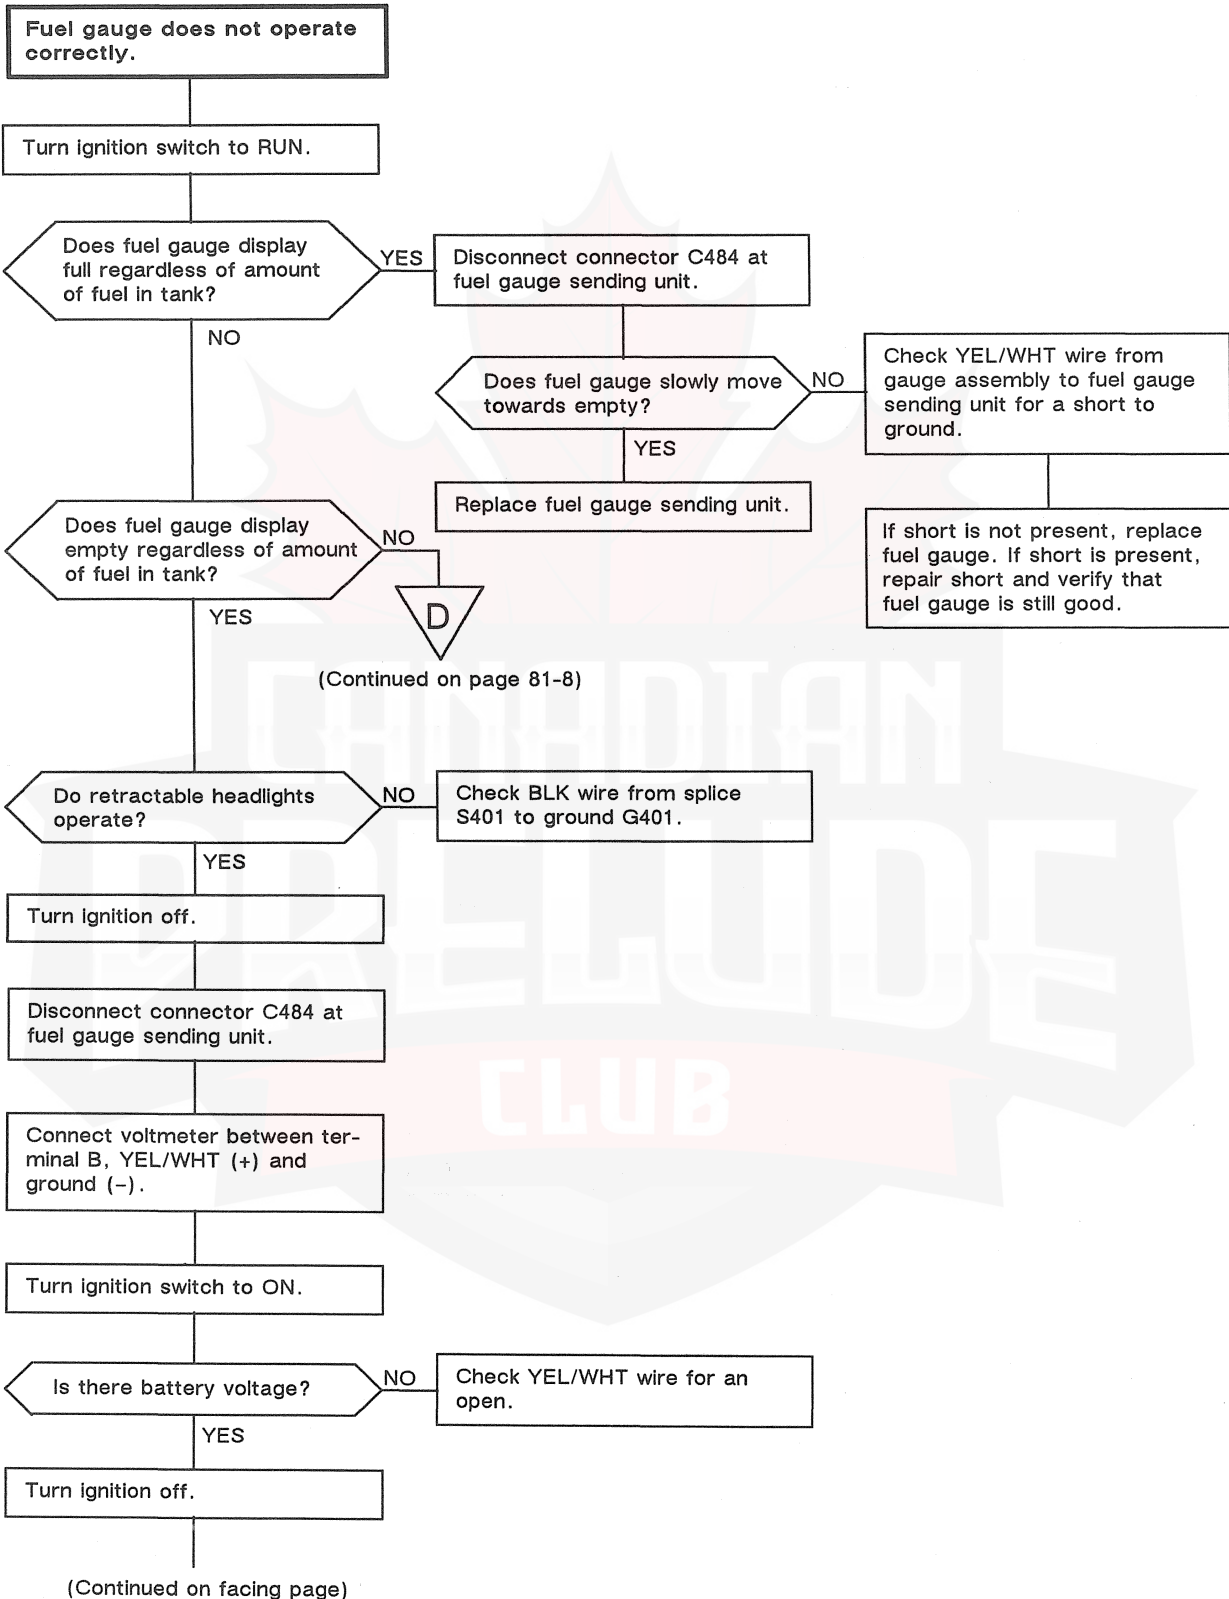 Fuel gauge does not operate
correctly.
Turn ignition switch to RUN.
Does fuel gauge display
full regardless of amount
of fuel in tank?
YES
Disconnect connector C484 at
fuel gauge sending unit.
NO
Does fuel gauge slowly move
towards empty?
NO
Check YEL/WHT wire from
gauge assembly to fuel gauge
sending unit for a short to
ground.
YES
Replace fuel gauge sending unit.
If short is not present, replace
fuel gauge. If short is present,
repair short and verify that
fuel gauge is still good.
Does fuel gauge display
empty regardless of amount
of fuel in tank?
NO
D
(Continued on page 81-8)
YES
Do retractable headlights
operate?
NO
Check BLK wire from splice
S401 to ground G401.
YES
Turn ignition off.
Disconnect connector C484 at
fuel gauge sending unit.
Connect voltmeter between ter-
minal B, YEL/WHT (+) and
ground (-).
Turn ignition switch to ON.
Is there battery voltage?
NO
Check YEL/WHT wire for an
open.
YES
Turn ignition off.
(Continued on facing page)
CANADIAN
PRELUDE
CLUB